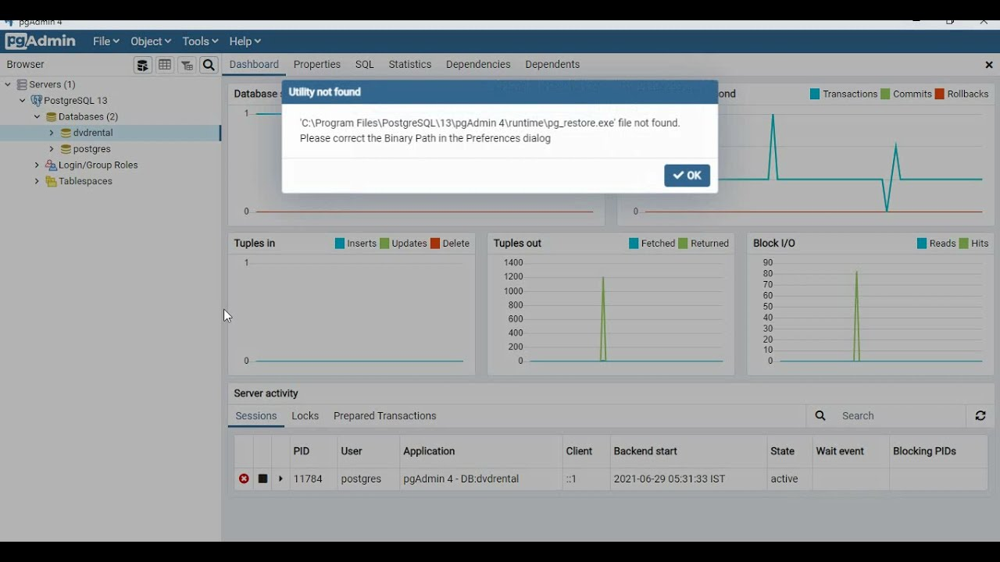 pgAdmin 4
pgAdmin File Object Tools Help
Browser
Dashboard Properties SQL Statistics Dependencies Dependents
Servers (1)
PostgreSQL 13
Databases (2)
dvdrental
postgres
Login/Group Roles
Tablespaces
Utility not found
'C:\Program Files\PostgreSQL\13\pgAdmin 4\runtime\pg_restore.exe' file not found.
Please correct the Binary Path in the Preferences dialog
OK
Database
1
0
ond Transactions Commits Rollbacks
0
Tuples in Inserts Updates Delete
1
0
Tuples out Fetched Returned
1400
1200
1000
800
600
400
200
0
Block I/O Reads Hits
90
80
70
60
50
40
30
20
10
0
Server activity
Sessions Locks Prepared Transactions Search
PID User Application Client Backend start State Wait event Blocking PIDs
11784 postgres pgAdmin 4 - DB:dvdrental ::1 2021-06-29 05:31:33 IST active